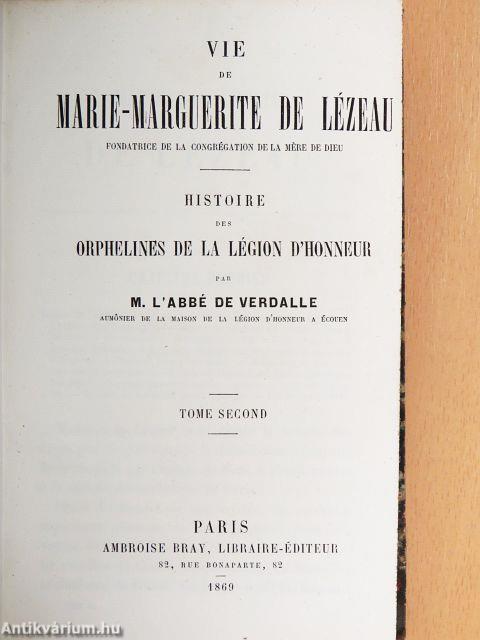 VIE
DE
MARIE-MARGUERITE DE LÉZEAU
FONDATRICE DE LA CONGRÉGATION DE LA MÈRE DE DIEU
HISTOIRE
DES
ORPHELINES DE LA LÉGION D'HONNEUR
PAR
M. L'ABBÉ DE VERDALLE
AUMÔNIER DE LA MAISON DE LA LÉGION D'HONNEUR A ÉCOUEN
TOME SECOND
PARIS
AMBROISE BRAY, LIBRAIRE-ÉDITEUR
82, RUE BONAPARTE, 82
1869
Antikvárium.hu